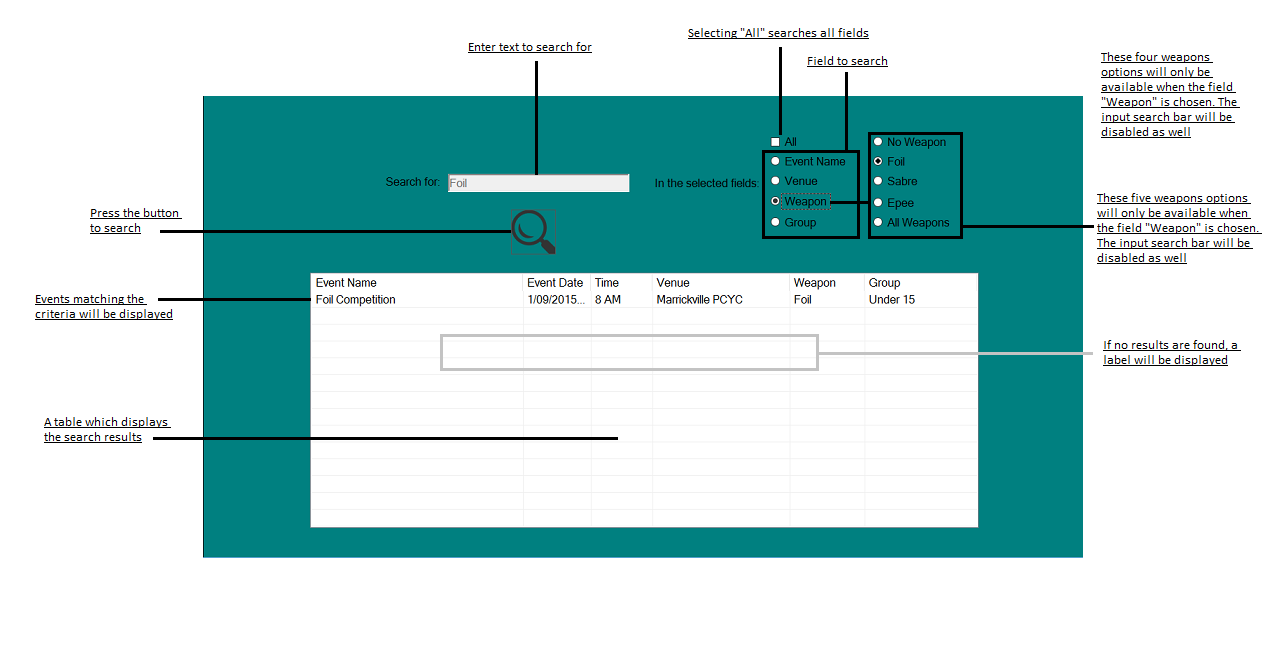 Selecting "All" searches all fields
Enter text to search for
Field to search
These four weapons
options will only be
available when the field
"Weapon" is chosen. The
input search bar will be
disabled as well
All
No Weapon
Event Name
Foil
Search for:
Foil
In the selected fields:
Venue
Sabre
Weapon
Epee
Group
All Weapons
Press the button
to search
These five weapons options
will only be available when
the field "Weapon" is chosen.
The input search bar will be
disabled as well
Event Name Event Date Time Venue Weapon Group
Foil Competition 1/09/2015... 8 AM Marrickville PCYC Foil Under 15
Events matching the
criteria will be displayed
If no results are found, a
label will be displayed
A table which displays
the search results